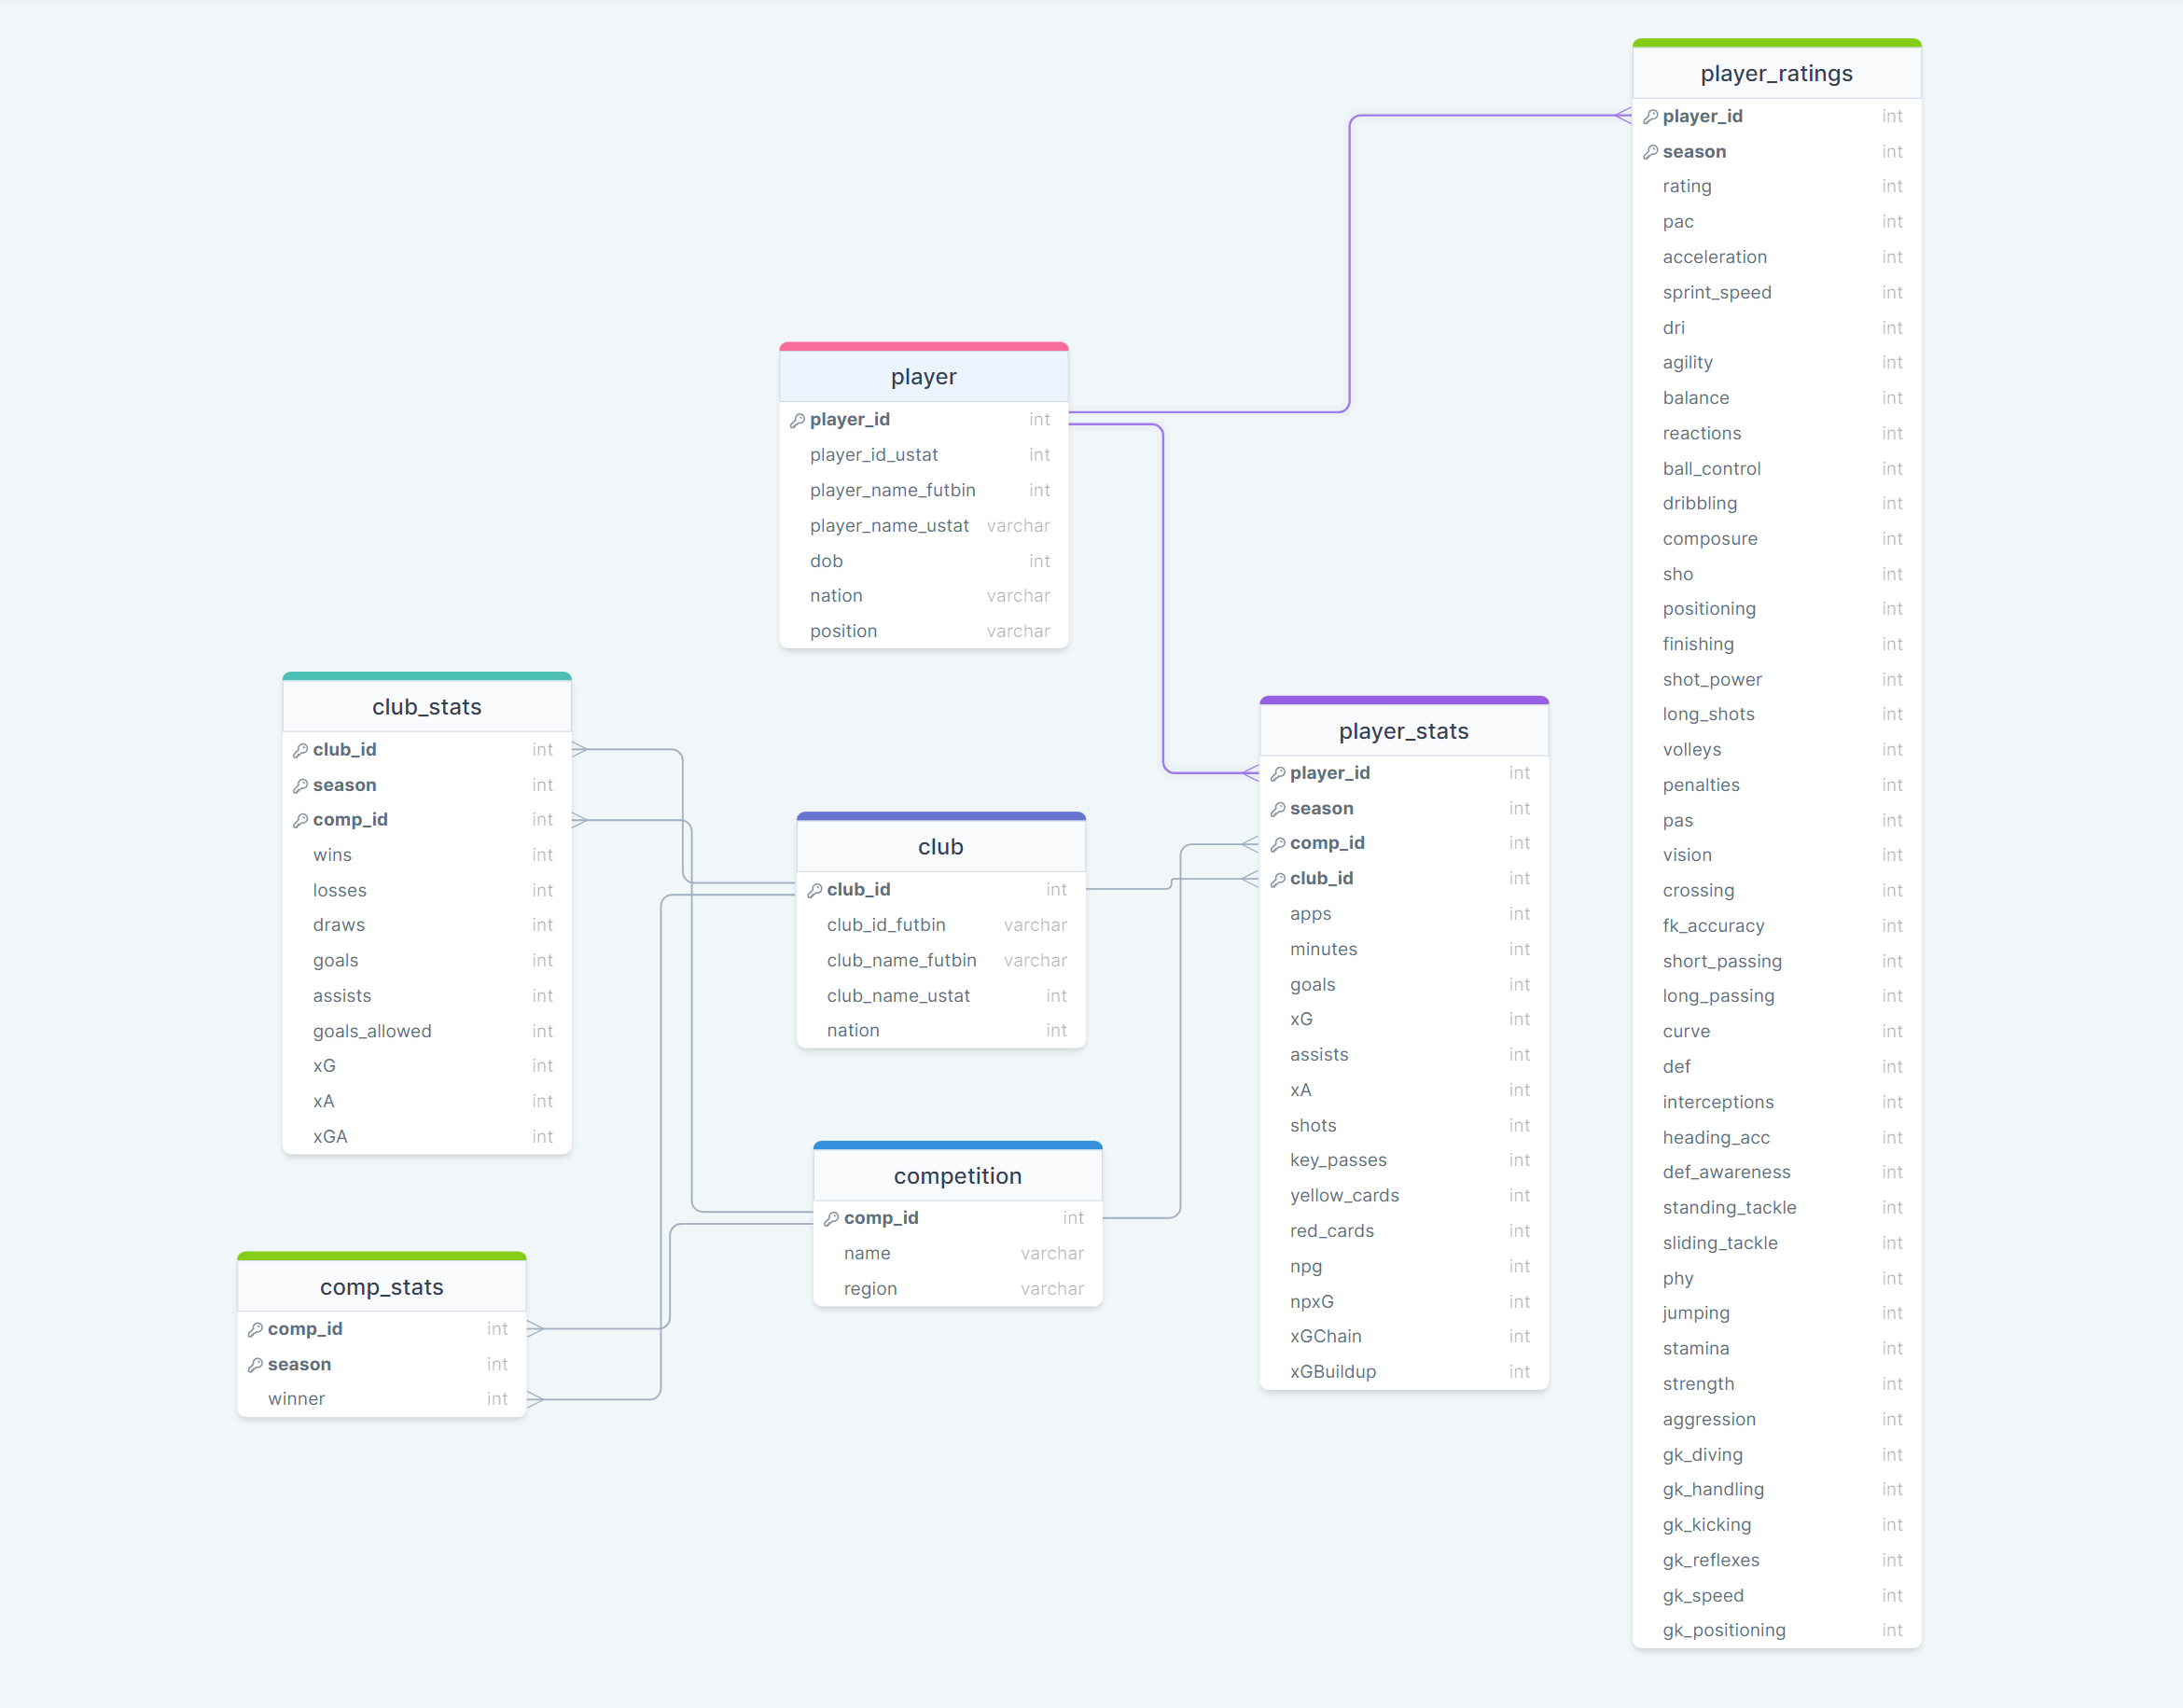 player_ratings
player_id int
season int
rating int
pac int
acceleration int
sprint_speed int
dri int
agility int
balance int
reactions int
ball_control int
dribbling int
composure int
sho int
positioning int
finishing int
shot_power int
long_shots int
volleys int
penalties int
pas int
vision int
crossing int
fk_accuracy int
short_passing int
long_passing int
curve int
def int
interceptions int
heading_acc int
def_awareness int
standing_tackle int
sliding_tackle int
phy int
jumping int
stamina int
strength int
aggression int
gk_diving int
gk_handling int
gk_kicking int
gk_reflexes int
gk_speed int
gk_positioning int
player
player_id int
player_id_ustat int
player_name_futbin int
player_name_ustat varchar
dob int
nation varchar
position varchar
club_stats
club_id int
season int
comp_id int
wins int
losses int
draws int
goals int
assists int
goals_allowed int
xG int
xA int
xGA int
player_stats
player_id int
season int
comp_id int
club_id int
apps int
minutes int
goals int
xG int
assists int
xA int
shots int
key_passes int
yellow_cards int
red_cards int
npg int
npxG int
xGChain int
xGBuildup int
club
club_id int
club_id_futbin varchar
club_name_futbin varchar
club_name_ustat int
nation int
competition
comp_id int
name varchar
region varchar
comp_stats
comp_id int
season int
winner int